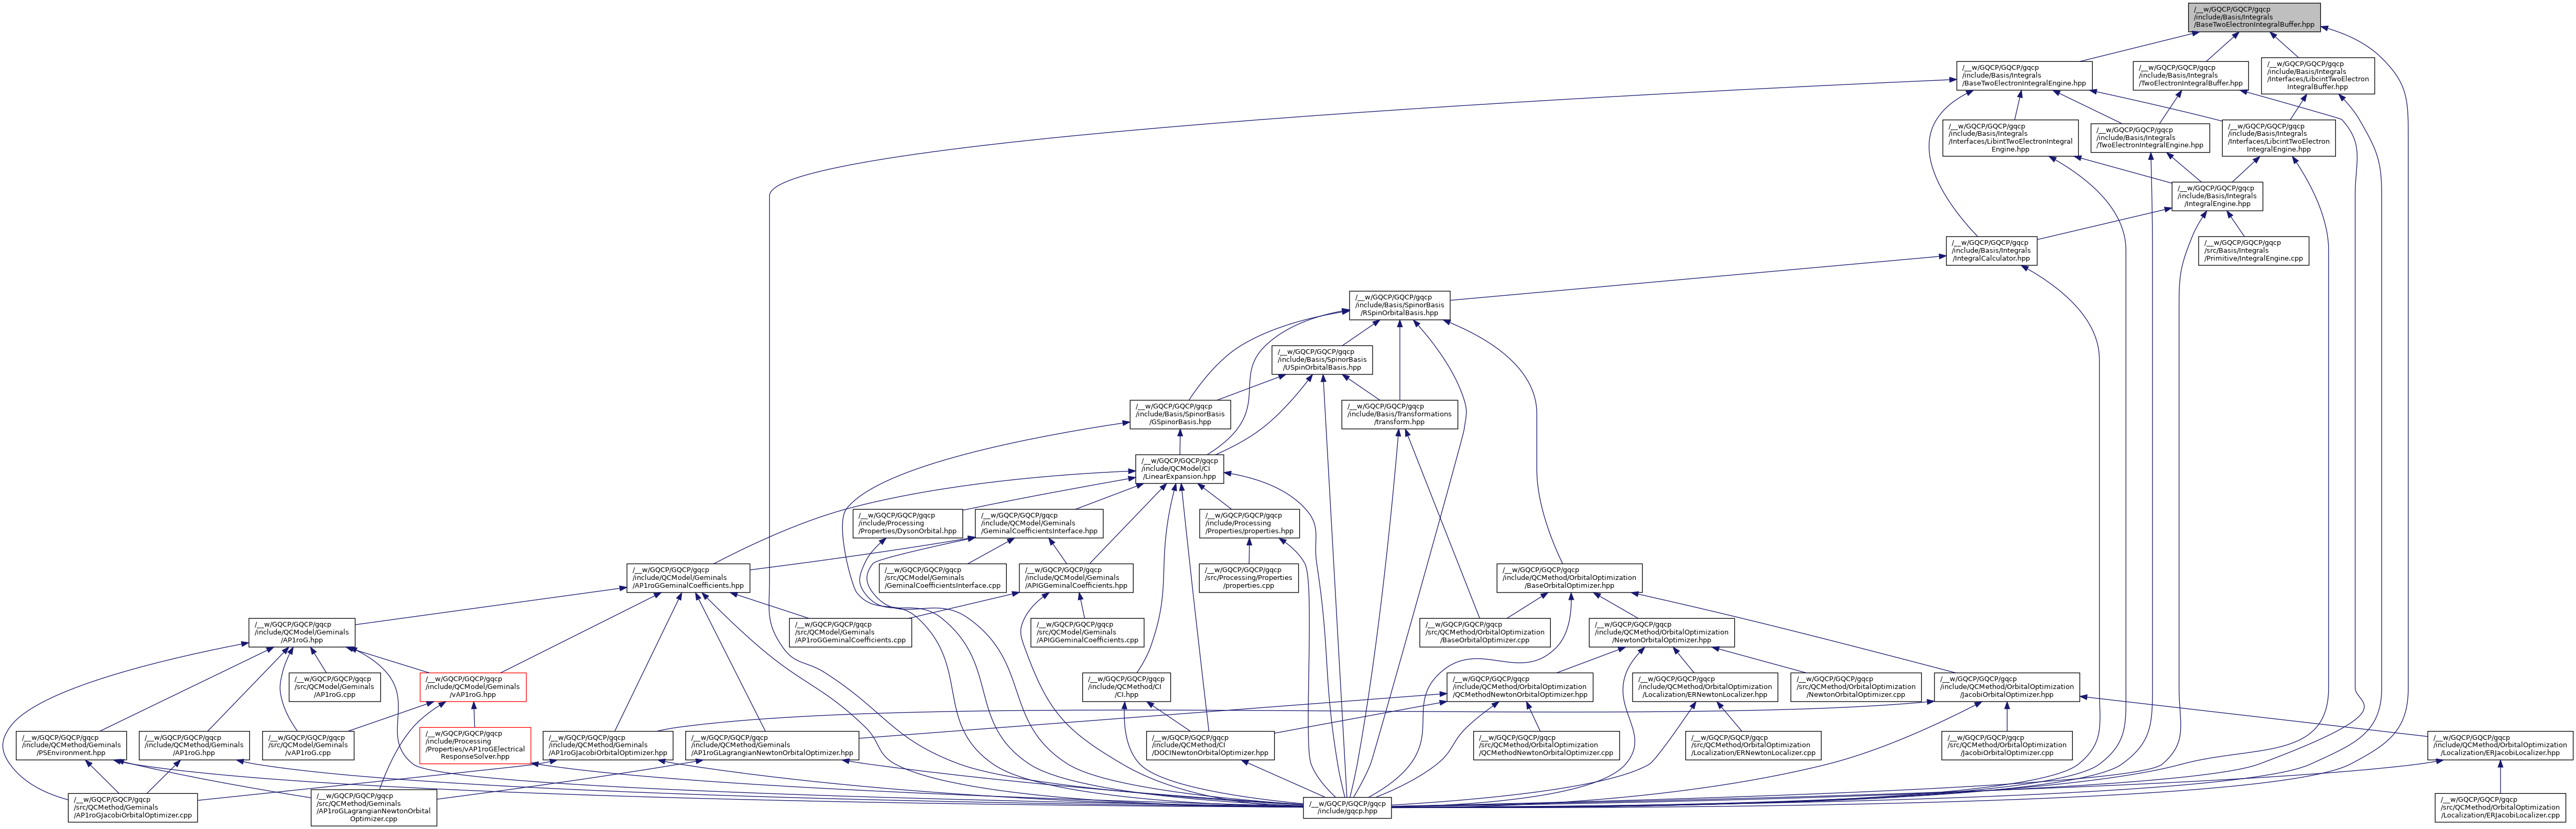 /__w/GQCP/GQCP/gqcp
/include/Basis/Integrals
/BaseTwoElectronIntegralBuffer.hpp
/__w/GQCP/GQCP/gqcp
/include/Basis/Integrals
/BaseTwoElectronIntegralEngine.hpp
/__w/GQCP/GQCP/gqcp
/include/Basis/Integrals
/TwoElectronIntegralBuffer.hpp
/__w/GQCP/GQCP/gqcp
/include/Basis/Integrals
/Interfaces/LibcintTwoElectron
IntegralBuffer.hpp
/__w/GQCP/GQCP/gqcp
/include/Basis/Integrals
/Interfaces/LibintTwoElectronIntegral
Engine.hpp
/__w/GQCP/GQCP/gqcp
/include/Basis/Integrals
/TwoElectronIntegralEngine.hpp
/__w/GQCP/GQCP/gqcp
/include/Basis/Integrals
/Interfaces/LibcintTwoElectron
IntegralEngine.hpp
/__w/GQCP/GQCP/gqcp
/include/Basis/Integrals
/IntegralEngine.hpp
/__w/GQCP/GQCP/gqcp
/include/Basis/Integrals
/IntegralCalculator.hpp
/__w/GQCP/GQCP/gqcp
/src/Basis/Integrals
/Primitive/IntegralEngine.cpp
/__w/GQCP/GQCP/gqcp
/include/Basis/SpinorBasis
/RSpinOrbitalBasis.hpp
/__w/GQCP/GQCP/gqcp
/include/Basis/SpinorBasis
/USpinOrbitalBasis.hpp
/__w/GQCP/GQCP/gqcp
/include/Basis/SpinorBasis
/GSpinorBasis.hpp
/__w/GQCP/GQCP/gqcp
/include/Basis/Transformations
/transform.hpp
/__w/GQCP/GQCP/gqcp
/include/QCModel/CI
/LinearExpansion.hpp
/__w/GQCP/GQCP/gqcp
/include/Processing
/Properties/DysonOrbital.hpp
/__w/GQCP/GQCP/gqcp
/include/QCModel/Geminals
/GeminalCoefficientsInterface.hpp
/__w/GQCP/GQCP/gqcp
/include/Processing
/Properties/properties.hpp
/__w/GQCP/GQCP/gqcp
/include/QCModel/Geminals
/AP1roGGeminalCoefficients.hpp
/__w/GQCP/GQCP/gqcp
/src/QCModel/Geminals
/GeminalCoefficientsInterface.cpp
/__w/GQCP/GQCP/gqcp
/include/QCModel/Geminals
/APIGGeminalCoefficients.hpp
/__w/GQCP/GQCP/gqcp
/src/Processing/Properties
/properties.cpp
/__w/GQCP/GQCP/gqcp
/include/QCMethod/OrbitalOptimization
/BaseOrbitalOptimizer.hpp
/__w/GQCP/GQCP/gqcp
/include/QCModel/Geminals
/AP1roG.hpp
/__w/GQCP/GQCP/gqcp
/src/QCModel/Geminals
/AP1roGGeminalCoefficients.cpp
/__w/GQCP/GQCP/gqcp
/src/QCModel/Geminals
/APIGGeminalCoefficients.cpp
/__w/GQCP/GQCP/gqcp
/src/QCMethod/OrbitalOptimization
/BaseOrbitalOptimizer.cpp
/__w/GQCP/GQCP/gqcp
/include/QCMethod/OrbitalOptimization
/NewtonOrbitalOptimizer.hpp
/__w/GQCP/GQCP/gqcp
/src/QCModel/Geminals
/AP1roG.cpp
/__w/GQCP/GQCP/gqcp
/include/QCModel/Geminals
/vAP1roG.hpp
/__w/GQCP/GQCP/gqcp
/include/QCMethod/CI
/CI.hpp
/__w/GQCP/GQCP/gqcp
/include/QCMethod/OrbitalOptimization
/QCMethodNewtonOrbitalOptimizer.hpp
/__w/GQCP/GQCP/gqcp
/include/QCMethod/OrbitalOptimization
/Localization/ERNewtonLocalizer.hpp
/__w/GQCP/GQCP/gqcp
/src/QCMethod/OrbitalOptimization
/NewtonOrbitalOptimizer.cpp
/__w/GQCP/GQCP/gqcp
/include/QCMethod/OrbitalOptimization
/JacobiOrbitalOptimizer.hpp
/__w/GQCP/GQCP/gqcp
/include/QCMethod/Geminals
/PSEnvironment.hpp
/__w/GQCP/GQCP/gqcp
/include/QCMethod/Geminals
/AP1roG.hpp
/__w/GQCP/GQCP/gqcp
/src/QCModel/Geminals
/vAP1roG.cpp
/__w/GQCP/GQCP/gqcp
/include/Processing
/Properties/vAP1roGElectrical
ResponseSolver.hpp
/__w/GQCP/GQCP/gqcp
/include/QCMethod/Geminals
/AP1roGJacobiOrbitalOptimizer.hpp
/__w/GQCP/GQCP/gqcp
/include/QCMethod/Geminals
/AP1roGLagrangianNewtonOrbitalOptimizer.hpp
/__w/GQCP/GQCP/gqcp
/include/QCMethod/CI
/DOCINewtonOrbitalOptimizer.hpp
/__w/GQCP/GQCP/gqcp
/src/QCMethod/OrbitalOptimization
/QCMethodNewtonOrbitalOptimizer.cpp
/__w/GQCP/GQCP/gqcp
/src/QCMethod/OrbitalOptimization
/Localization/ERNewtonLocalizer.cpp
/__w/GQCP/GQCP/gqcp
/src/QCMethod/OrbitalOptimization
/JacobiOrbitalOptimizer.cpp
/__w/GQCP/GQCP/gqcp
/include/QCMethod/OrbitalOptimization
/Localization/ERJacobiLocalizer.hpp
/__w/GQCP/GQCP/gqcp
/src/QCMethod/Geminals
/AP1roGJacobiOrbitalOptimizer.cpp
/__w/GQCP/GQCP/gqcp
/src/QCMethod/Geminals
/AP1roGLagrangianNewtonOrbital
Optimizer.cpp
/__w/GQCP/GQCP/gqcp
/include/gqcp.hpp
/__w/GQCP/GQCP/gqcp
/src/QCMethod/OrbitalOptimization
/Localization/ERJacobiLocalizer.cpp